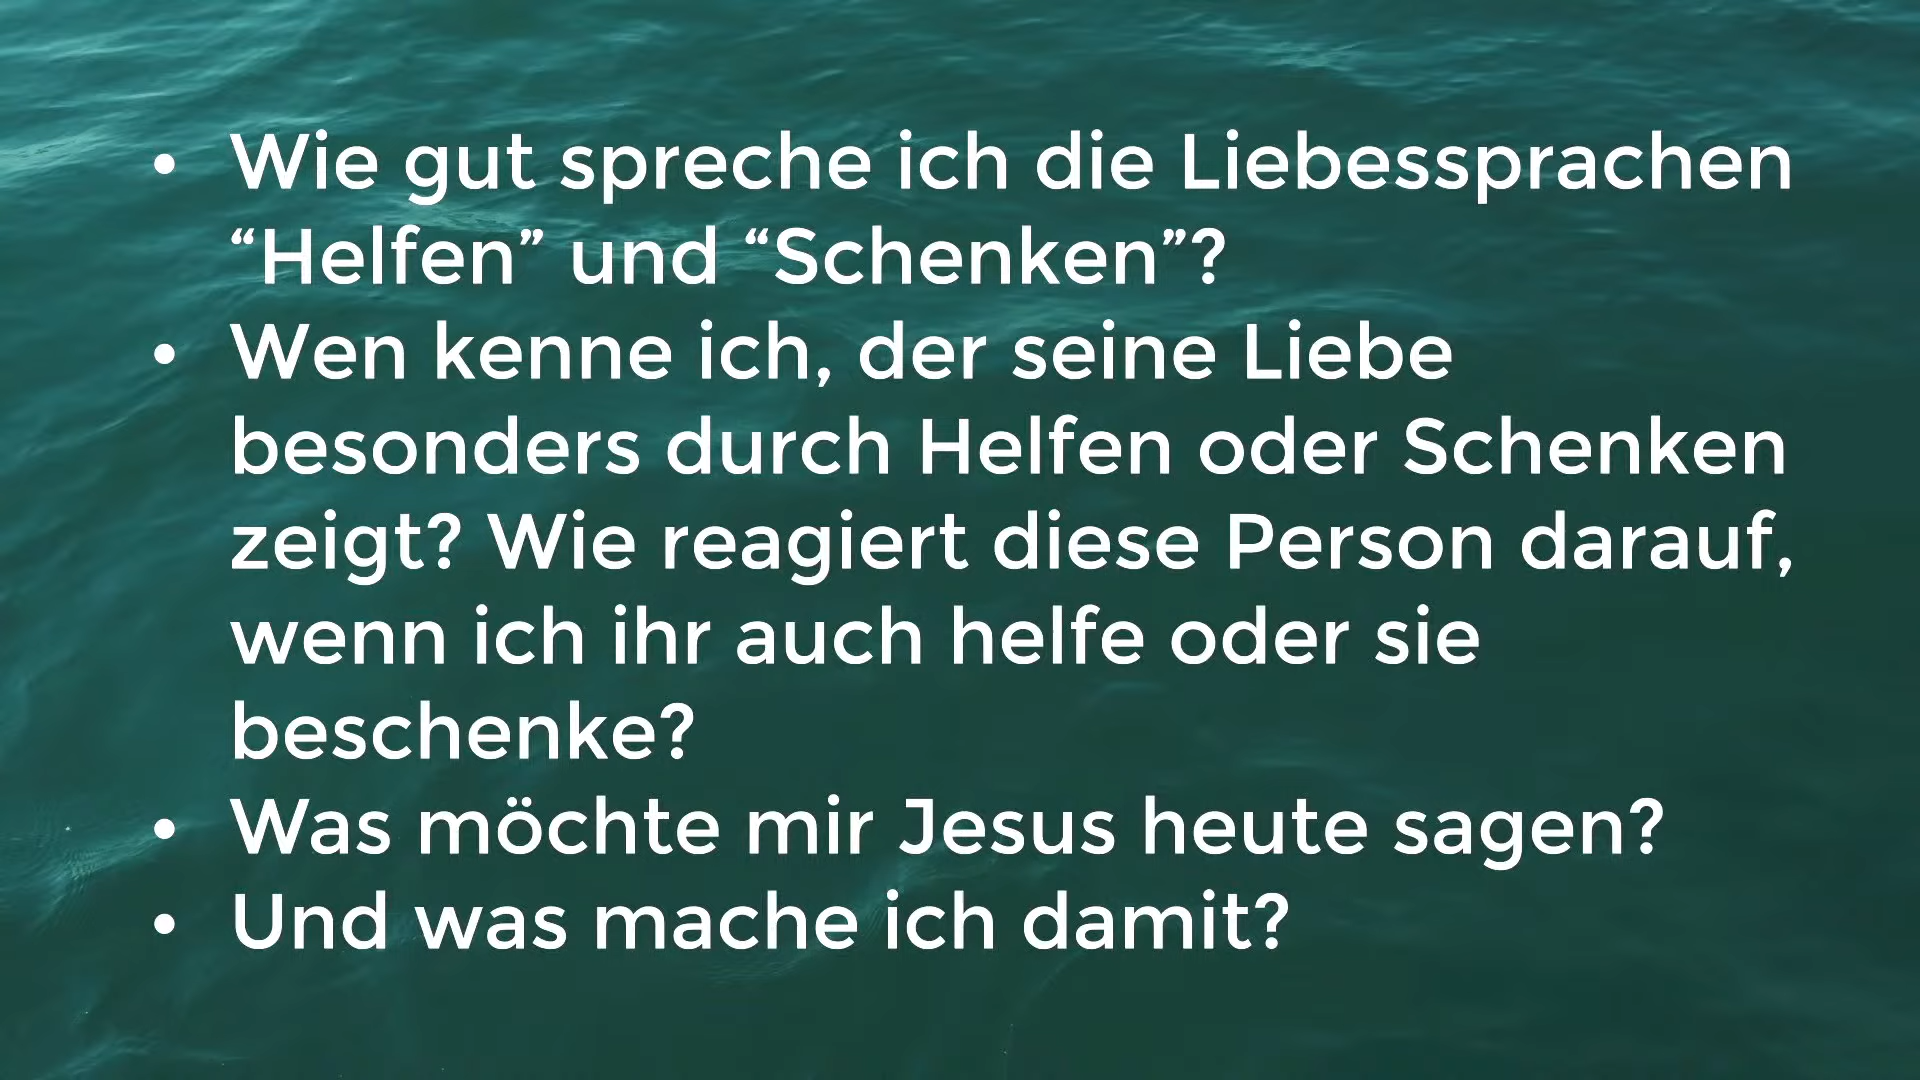 • Wie gut spreche ich die Liebessprachen
“Helfen” und “Schenken”?
• Wen kenne ich, der seine Liebe
besonders durch Helfen oder Schenken
zeigt? Wie reagiert diese Person darauf,
wenn ich ihr auch helfe oder sie
beschenke?
• Was möchte mir Jesus heute sagen?
• Und was mache ich damit?